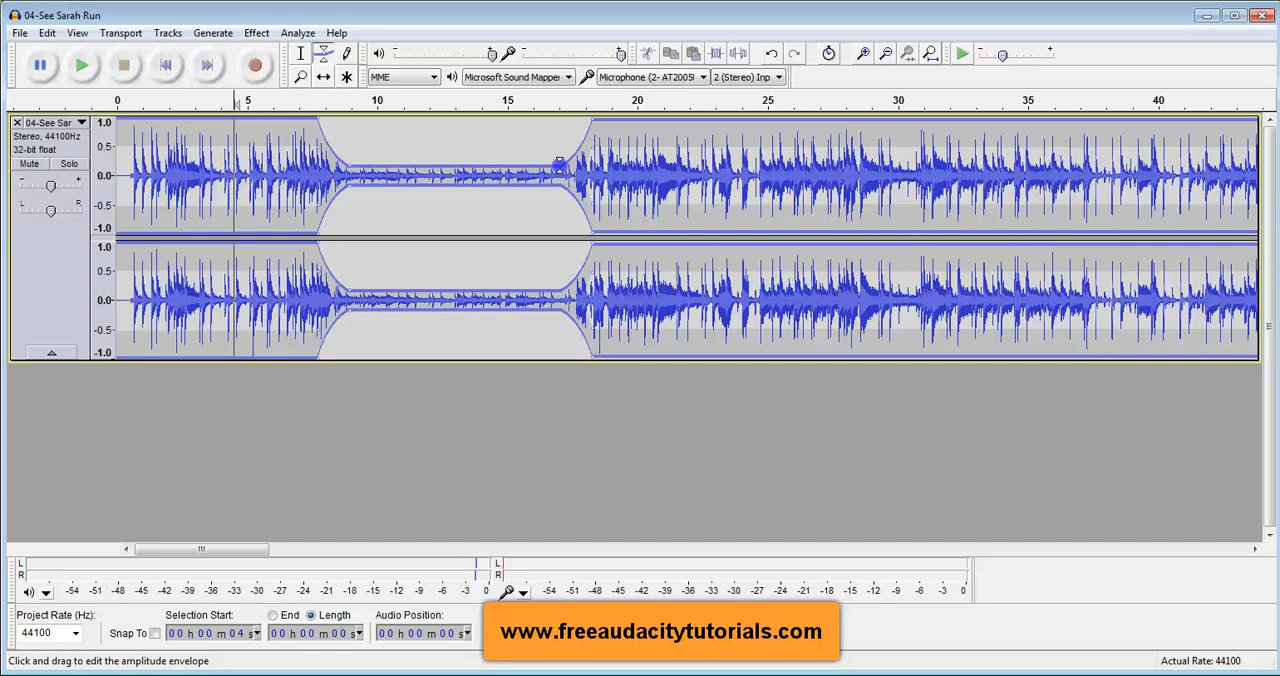 04-See Sarah Run
File Edit View Transport Tracks Generate Effect Analyze Help
MME Microsoft Sound Mapper Microphone (2- AT2005I 2 (Stereo) Inp
0 5 10 15 20 25 30 35 40
04-See Sar
Stereo, 44100Hz
32-bit float
Mute Solo
- +
L R
1.0
0.5
0.0
-0.5
-1.0
1.0
0.5
0.0
-0.5
-1.0
L L
R R
-54 -51 -48 -45 -42 -39 -36 -33 -30 -27 -24 -21 -18 -15 -12 -9 -6 -3 0 -54 -51 -48 -45 -42 -39 -36 -33 -30 -27 -24 -21 -18 -15 -12 -9 -6 -3 0
Project Rate (Hz): Selection Start: End Length Audio Position:
44100 Snap To 00 h 00 m 04 s 00 h 00 m 00 s 00 h 00 m 00 s
www.freeaudacitytutorials.com
Click and drag to edit the amplitude envelope Actual Rate: 44100